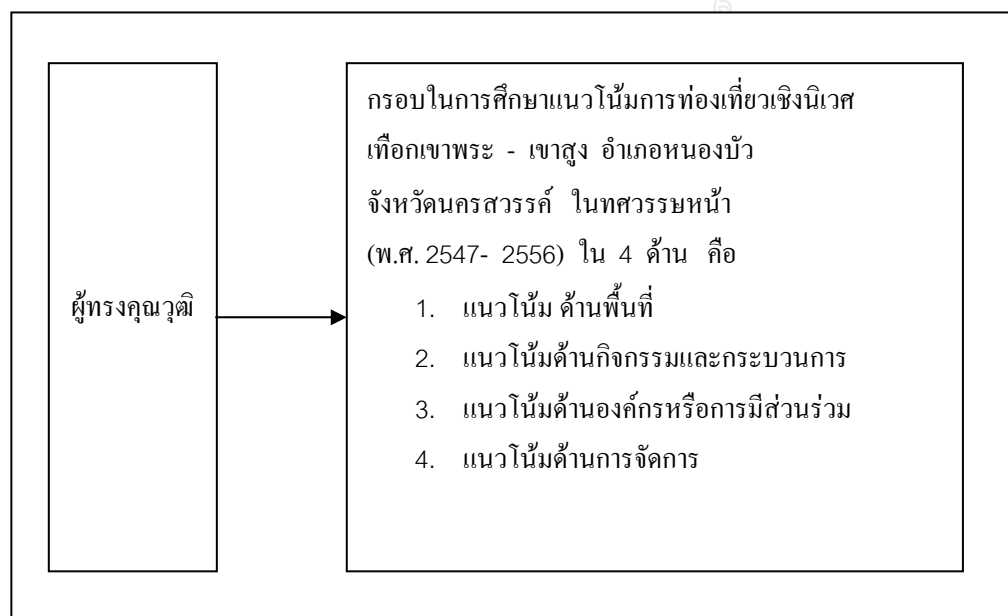 กรอบในการศึกษาแนวโน้มการท่องเที่ยวเชิงนิเวศ
เทือกเขาพระ - เขาสูง อำเภอหนองบัว
จังหวัดนครสวรรค์ ในทศวรรษหน้า
(พ.ศ. 2547- 2556) ใน 4 ด้าน คือ
ผู้ทรงคุณวุฒิ
1. แนวโน้ม ด้านพื้นที่
2. แนวโน้มด้านกิจกรรมและกระบวนการ
3. แนวโน้มด้านองค์กรหรือการมีส่วนร่วม
4. แนวโน้มด้านการจัดการ